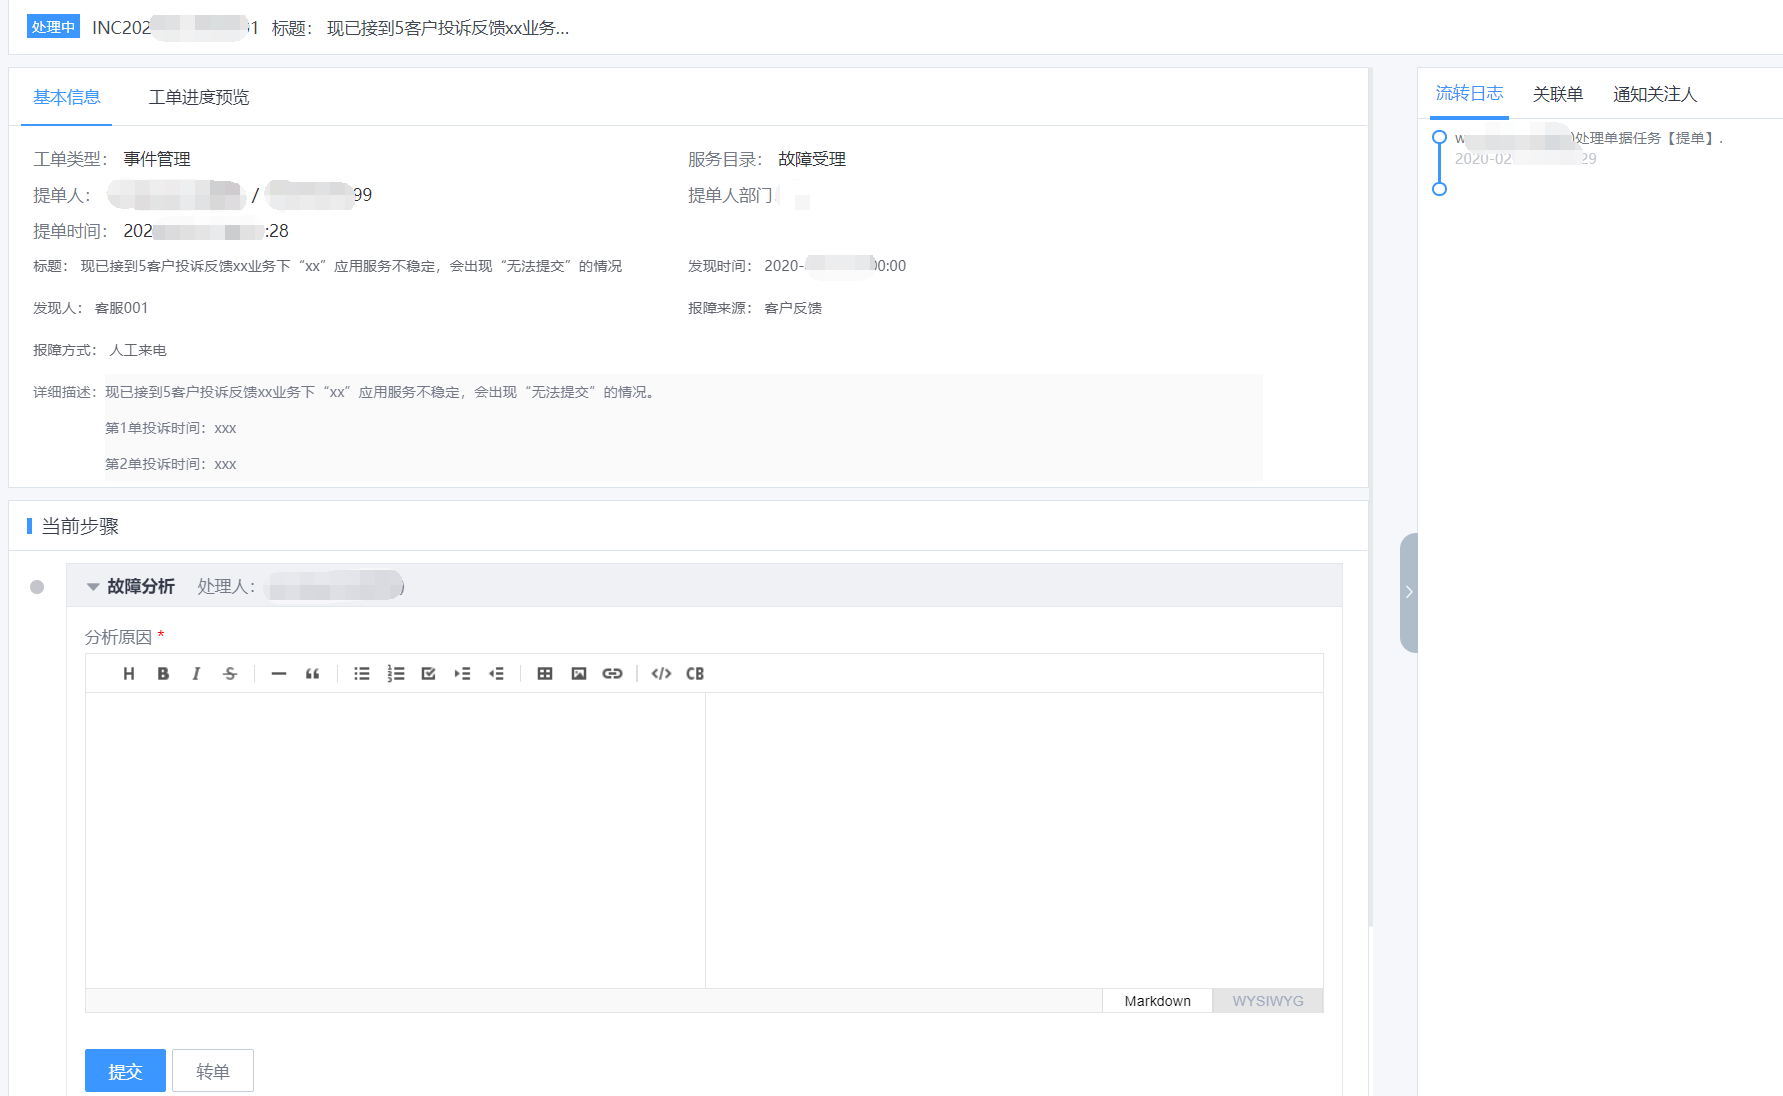 处理中 INC202 1 标题： 现已接到5客户投诉反馈xx业务...
基本信息 工单进度预览
工单类型： 事件管理 服务目录： 故障受理
提单人： / 99 提单人部门
提单时间： 202 :28
标题： 现已接到5客户投诉反馈xx业务下“xx”应用服务不稳定，会出现“无法提交”的情况 发现时间： 2020- 00:00
发现人： 客服001 报障来源： 客户反馈
报障方式： 人工来电
详细描述： 现已接到5客户投诉反馈xx业务下“xx”应用服务不稳定，会出现“无法提交”的情况。
第1单投诉时间：xxx
第2单投诉时间：xxx
当前步骤
故障分析 处理人： )
分析原因 *
H B I S — “ </> CB
Markdown WYSIWYG
提交 转单
流转日志 关联单 通知关注人
w )处理单据任务【提单】.
2020-02 29